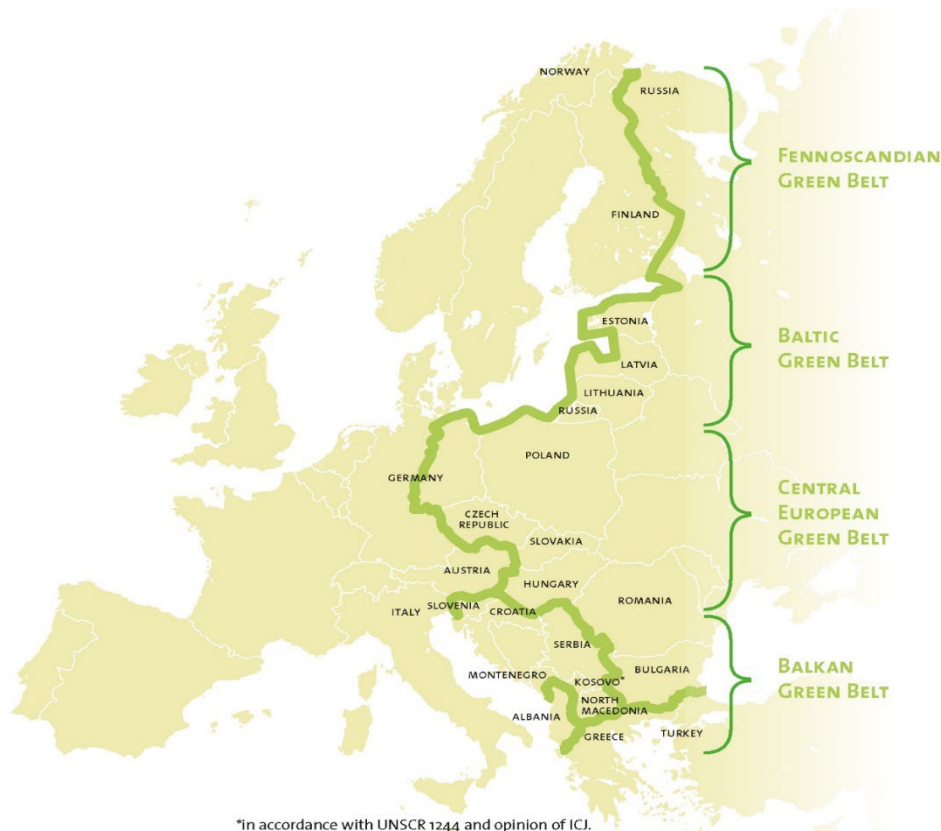 NORWAY
RUSSIA
FENNOSCANDIAN
GREEN BELT
FINLAND
ESTONIA
BALTIC
GREEN BELT
LATVIA
LITHUANIA
RUSSIA
POLAND
GERMANY
CENTRAL
EUROPEAN
GREEN BELT
CZECH
REPUBLIC
SLOVAKIA
AUSTRIA
HUNGARY
ROMANIA
ITALY
SLOVENIA
CROATIA
SERBIA
BULGARIA
BALKAN
GREEN BELT
MONTENEGRO
KOSOVO*
NORTH
MACEDONIA
ALBANIA
GREECE
TURKEY
*in accordance with UNSCR 1244 and opinion of ICJ.